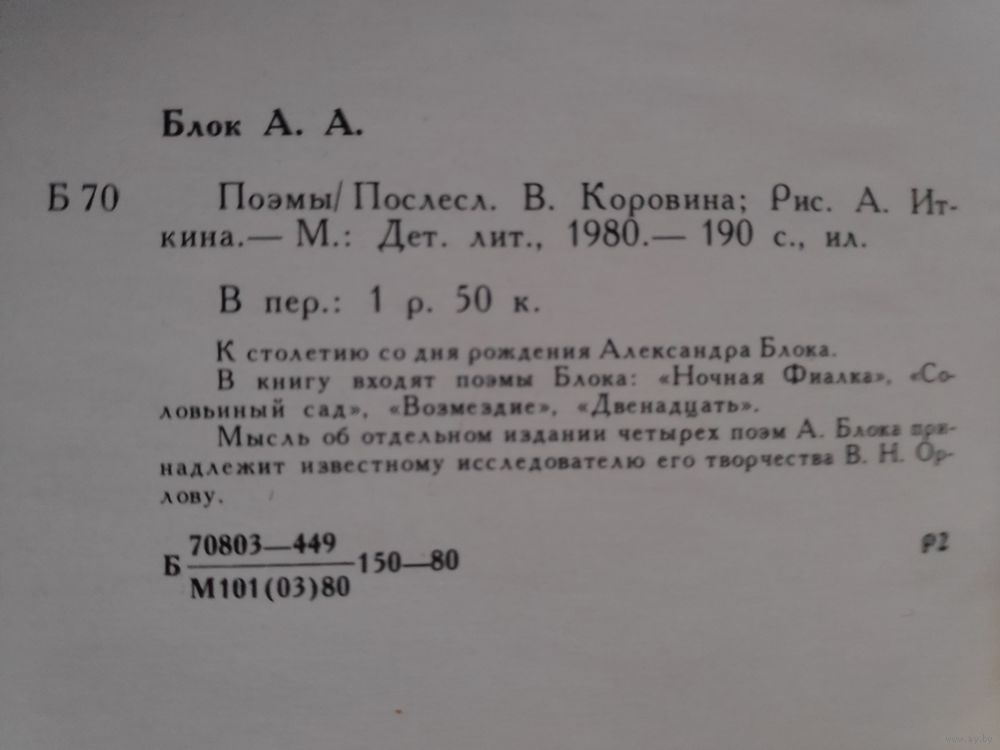 Блок А. А.
Б 70 Поэмы/Послесл. В. Коровина; Рис. А. Ит-
кина.— М.: Дет. лит., 1980.— 190 с., ил.
В пер.: 1 р. 50 к.
К столетию со дня рождения Александра Блока.
В книгу входят поэмы Блока: «Ночная Фиалка», «Со-
ловьиный сад», «Возмездие», «Двенадцать».
Мысль об отдельном издании четырех поэм А. Блока при-
надлежит известному исследователю его творчества В. Н. Ор-
лову.
70803—449
Б 150—80
М101(03)80
Р2